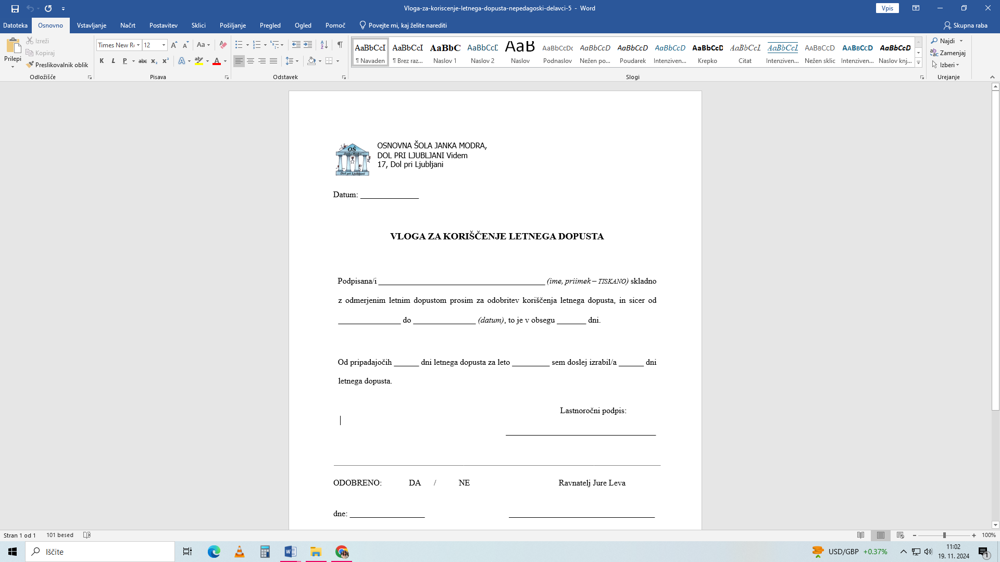 Vloga-za-koriscenje-letnega-dopusta-nepedagoski-delavci-5 - Word
Vpis
Datoteka Osnovno Vstavljanje Načrt Postavitev Sklici Pošiljanje Pregled Ogled Pomoč Povejte mi, kaj želite narediti Skupna raba
Prilepi
Izreži
Kopiraj
Preslikovalnik oblik
Odložišče
Times New Ro 12
Aa
K L P abc x₂ x²
Pisava
Odstavek
AaBbCcI AaBbCcI AaBbC AaBbCcD AaB AaBbCcDc AaBbCcD AaBbCcD AaBbCcD AaBbCcD AaBbCcL AaBbCcL AaBbCcD AaBbCcD AaBbCcD
¶ Navaden ¶ Brez raz... Naslov 1 Naslov 2 Naslov Podnaslov Nežen po... Poudarek Intenziven... Krepko Citat Intenziven... Nežen sklic Intenziven... Naslov knj...
Slogi
Najdi
Zamenjaj
Izberi
Urejanje
OŠ
Janka Modra
Dol pri Ljubljani
OSNOVNA ŠOLA JANKA MODRA,
DOL PRI LJUBLJANI Videm
17, Dol pri Ljubljani
Datum: ______________
VLOGA ZA KORIŠČENJE LETNEGA DOPUSTA
Podpisana/i ________________________________________ (ime, priimek – TISKANO) skladno
z odmerjenim letnim dopustom prosim za odobritev koriščenja letnega dopusta, in sicer od
_______________ do _______________ (datum), to je v obsegu _______ dni.
Od pripadajočih ______ dni letnega dopusta za leto _________ sem doslej izrabil/a ______ dni
letnega dopusta.
Lastnoročni podpis:
____________________________________
ODOBRENO: DA / NE Ravnatelj Jure Leva
dne: __________________ ___________________________________
Stran 1 od 1 101 besed 100%
Iščite
USD/GBP +0.37%
11:02
19. 11. 2024
1